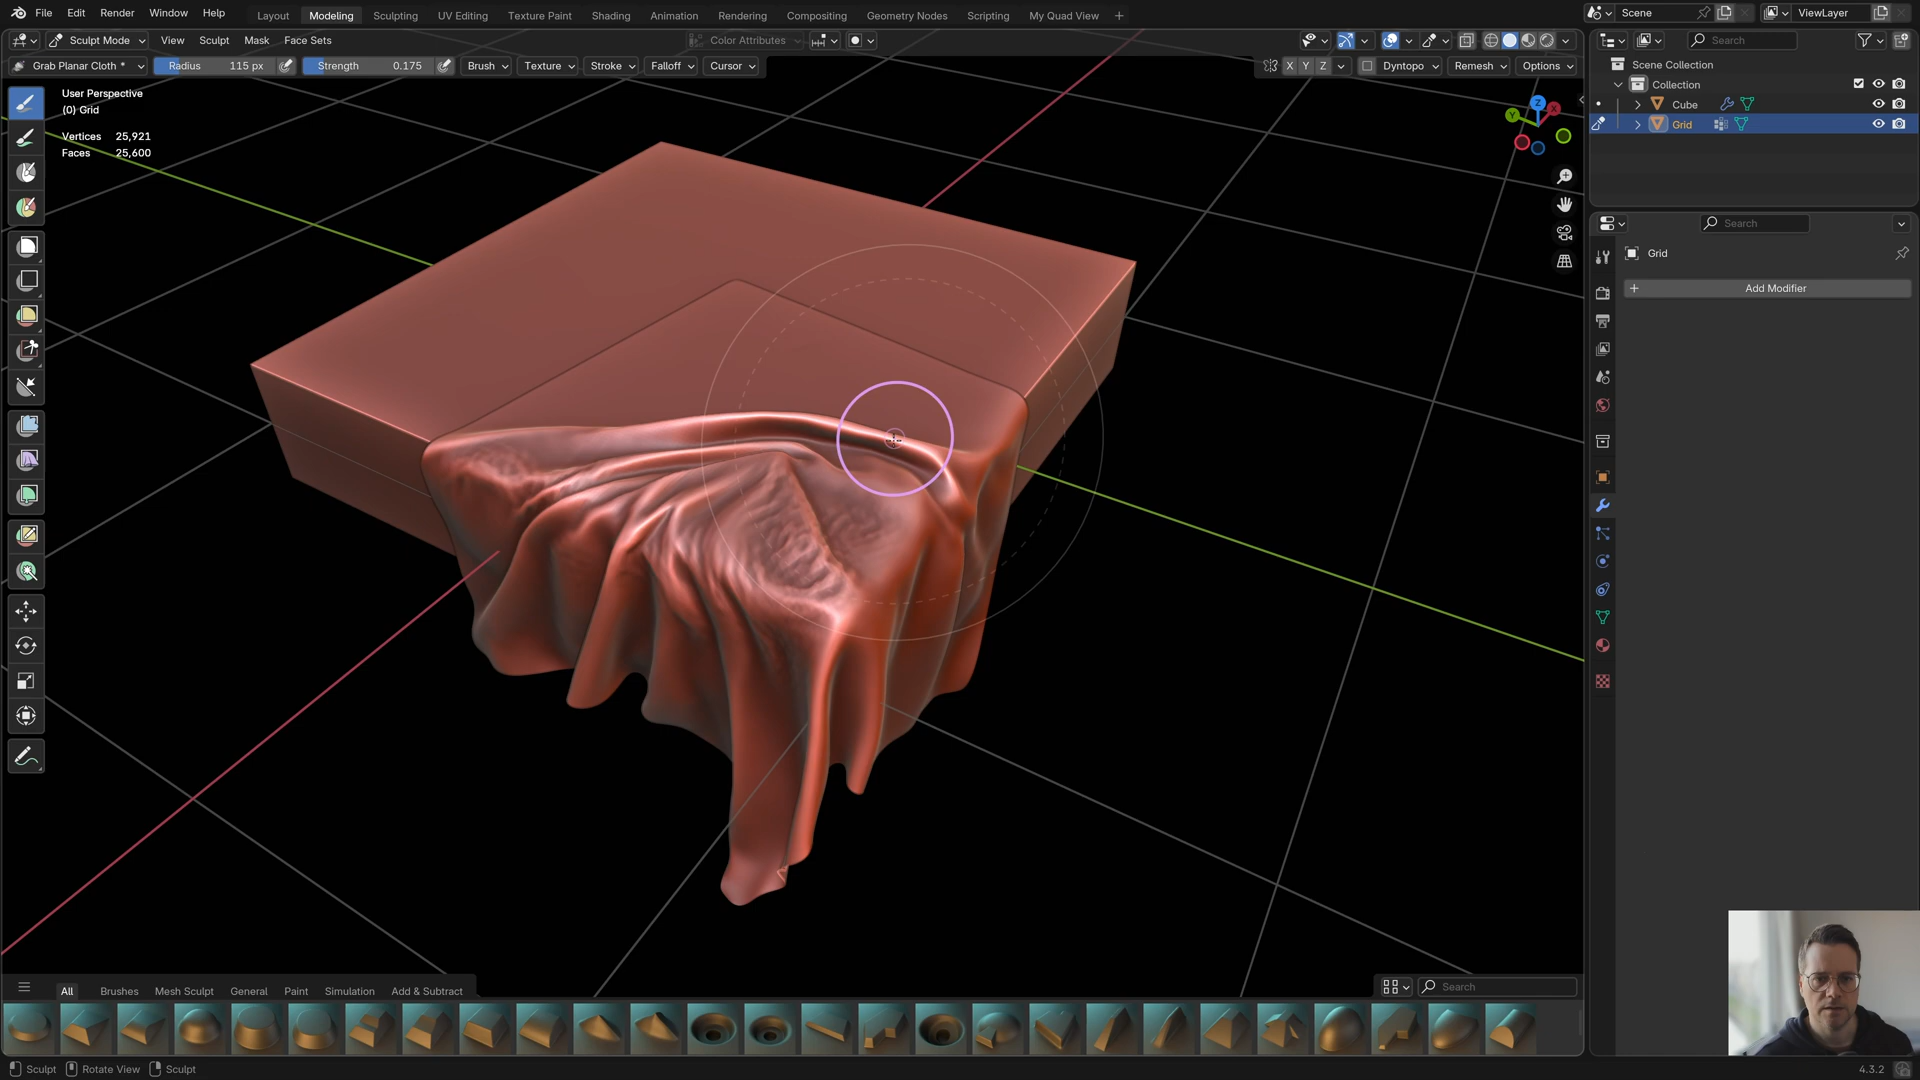 File Edit Render Window Help Layout Modeling Sculpting UV Editing Texture Paint Shading Animation Rendering Compositing Geometry Nodes Scripting My Quad View + Scene ViewLayer
Sculpt Mode View Sculpt Mask Face Sets Color Attributes Search
Grab Planar Cloth * Radius 115 px Strength 0.175 Brush Texture Stroke Falloff Cursor X Y Z Dyntopo Remesh Options
Scene Collection
Collection
Cube
Grid
User Perspective
(0) Grid
Vertices 25,921
Faces 25,600
Z
X
Y
Search
Grid
+ Add Modifier
All Brushes Mesh Sculpt General Paint Simulation Add & Subtract Search
Sculpt Rotate View Sculpt 4.3.2